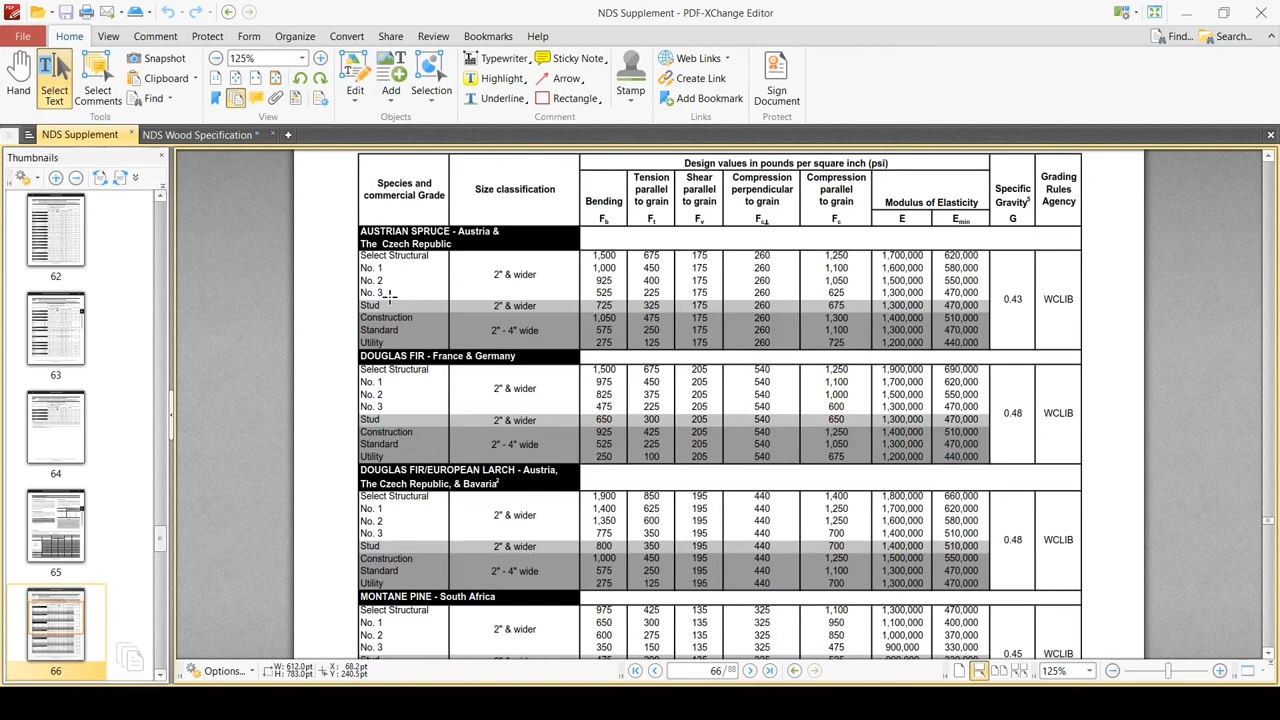 NDS Supplement - PDF-XChange Editor
File Home View Comment Protect Form Organize Convert Share Review Bookmarks Help Find... Search...
Hand
Select Text
Select Comments
Snapshot
Clipboard
Find
Tools
125%
View
Edit
Add
Selection
Objects
Typewriter
Highlight
Underline
Sticky Note
Arrow
Rectangle
Comment
Stamp
Web Links
Create Link
Add Bookmark
Links
Sign Document
Protect
NDS Supplement NDS Wood Specification *
Thumbnails
62
63
64
65
66
Species and commercial Grade
Size classification
Design values in pounds per square inch (psi)
Bending
Fb
Tension parallel to grain
Ft
Shear parallel to grain
Fv
Compression perpendicular to grain
Fc⊥
Compression parallel to grain
Fc
Modulus of Elasticity
E
Emin
Specific Gravity5
G
Grading Rules Agency
AUSTRIAN SPRUCE - Austria &
The Czech Republic
Select Structural 1,500 675 175 260 1,250 1,700,000 620,000
No. 1 2" & wider 1,000 450 175 260 1,100 1,600,000 580,000
No. 2 925 400 175 260 1,050 1,500,000 550,000
No. 3 525 225 175 260 625 1,300,000 470,000 0.43 WCLIB
Stud 2" & wider 725 325 175 260 675 1,300,000 470,000
Construction 1,050 475 175 260 1,300 1,400,000 510,000
Standard 2" - 4" wide 575 250 175 260 1,100 1,300,000 470,000
Utility 275 125 175 260 725 1,200,000 440,000
DOUGLAS FIR - France & Germany
Select Structural 1,500 675 205 540 1,250 1,900,000 690,000
No. 1 2" & wider 975 450 205 540 1,100 1,700,000 620,000
No. 2 825 375 205 540 1,000 1,500,000 550,000
No. 3 475 225 205 540 600 1,300,000 470,000 0.48 WCLIB
Stud 2" & wider 650 300 205 540 650 1,300,000 470,000
Construction 925 425 205 540 1,250 1,400,000 510,000
Standard 2" - 4" wide 525 225 205 540 1,050 1,300,000 470,000
Utility 250 100 205 540 675 1,200,000 440,000
DOUGLAS FIR/EUROPEAN LARCH - Austria,
The Czech Republic, & Bavaria2
Select Structural 1,900 850 195 440 1,400 1,800,000 660,000
No. 1 2" & wider 1,400 625 195 440 1,250 1,700,000 620,000
No. 2 1,350 600 195 440 1,250 1,600,000 580,000
No. 3 775 350 195 440 700 1,400,000 510,000 0.48 WCLIB
Stud 2" & wider 800 350 195 440 700 1,400,000 510,000
Construction 1,000 450 195 440 1,250 1,500,000 550,000
Standard 2" - 4" wide 575 250 195 440 1,100 1,300,000 470,000
Utility 275 125 195 440 700 1,300,000 470,000
MONTANE PINE - South Africa
Select Structural 975 425 135 325 1,100 1,300,000 470,000
No. 1 2" & wider 650 300 135 325 950 1,100,000 400,000
No. 2 600 275 135 325 850 1,000,000 370,000
No. 3 350 150 135 325 475 900,000 330,000 0.45 WCLIB
Options...
W: 612.0pt
H: 783.0pt
X: 68.2pt
Y: 240.5pt
66 / 88
125%